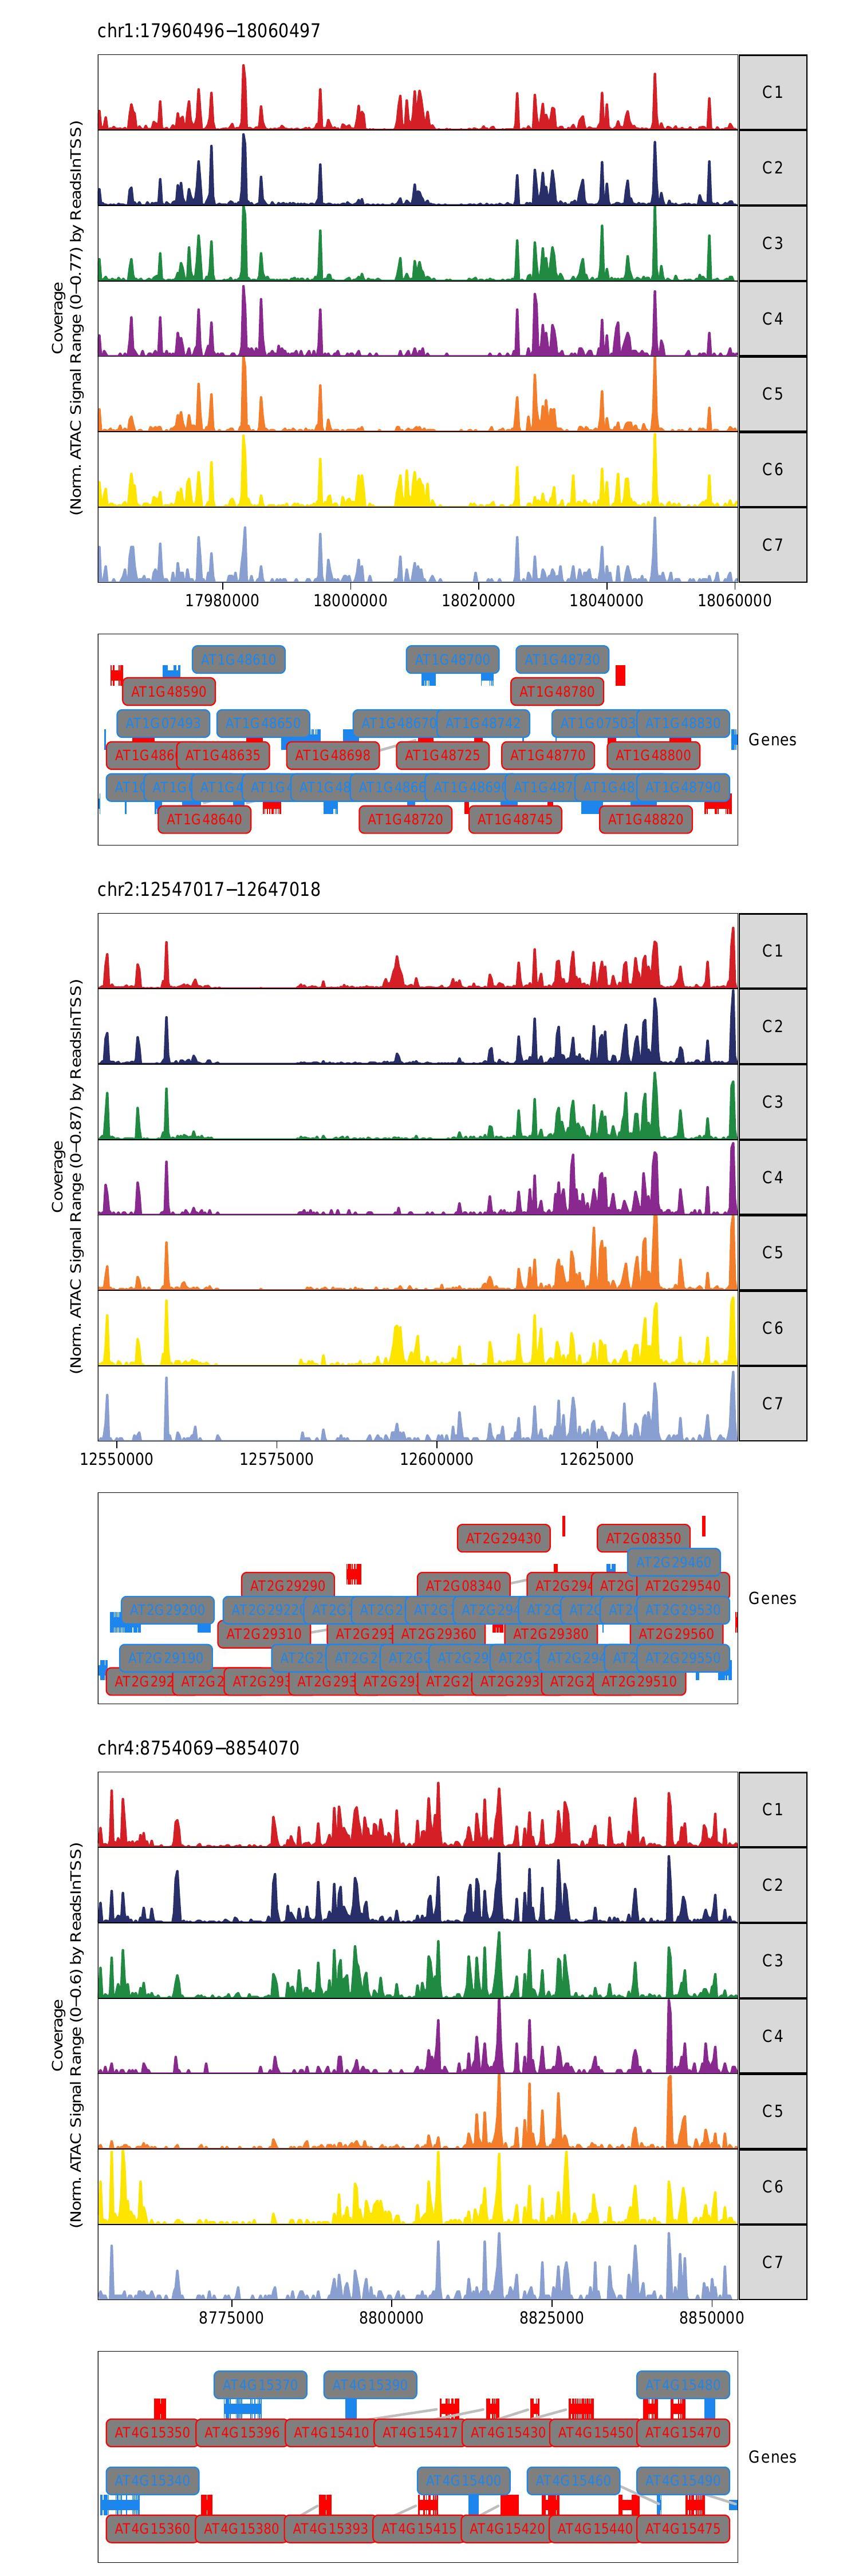 chr1:17960496−18060497
Coverage
(Norm. ATAC Signal Range (0−0.77) by ReadsInTSS)
C1
C2
C3
C4
C5
C6
C7
17980000 18000000 18020000 18040000 18060000
AT1G48610 AT1G48700 AT1G48730
AT1G48590 AT1G48780
AT1G07493 AT1G48650 AT1G48670 AT1G48742 AT1G07503 AT1G48830
AT1G48635 AT1G48698 AT1G48725 AT1G48770 AT1G48800
AT1G48790
AT1G48640 AT1G48720 AT1G48745 AT1G48820
Genes
chr2:12547017−12647018
Coverage
(Norm. ATAC Signal Range (0−0.87) by ReadsInTSS)
C1
C2
C3
C4
C5
C6
C7
12550000 12575000 12600000 12625000
AT2G29430 AT2G08350
AT2G29460
AT2G29290 AT2G08340 AT2G29540
AT2G29200 AT2G29530
AT2G29310 AT2G29360 AT2G29380 AT2G29560
AT2G29190 AT2G29550
AT2G29510
Genes
chr4:8754069−8854070
Coverage
(Norm. ATAC Signal Range (0−0.6) by ReadsInTSS)
C1
C2
C3
C4
C5
C6
C7
8775000 8800000 8825000 8850000
AT4G15370 AT4G15390 AT4G15480
AT4G15350 AT4G15396 AT4G15410 AT4G15417 AT4G15430 AT4G15450 AT4G15470
AT4G15340 AT4G15400 AT4G15460 AT4G15490
AT4G15360 AT4G15380 AT4G15393 AT4G15415 AT4G15420 AT4G15440 AT4G15475
Genes